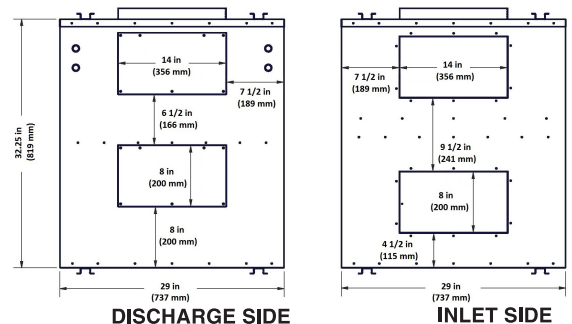 14 in
(356 mm)
7 1/2 in
(189 mm)
6 1/2 in
(166 mm)
32.25 in
(819 mm)
8 in
(200 mm)
8 in
(200 mm)
29 in
(737 mm)
DISCHARGE SIDE
14 in
(356 mm)
7 1/2 in
(189 mm)
9 1/2 in
(241 mm)
8 in
(200 mm)
4 1/2 in
(115 mm)
29 in
(737 mm)
INLET SIDE